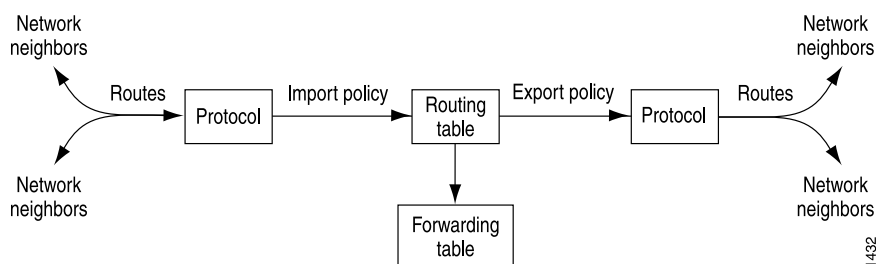 Network
neighbors
Routes
Network
neighbors
Protocol
Import policy
Routing
table
Export policy
Protocol
Routes
Network
neighbors
Network
neighbors
Forwarding
table
1432